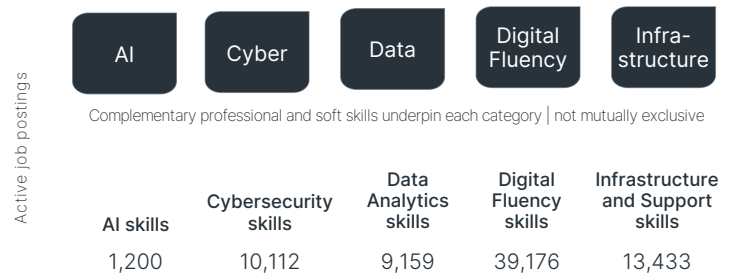 AI
Cyber
Data
Digital
Fluency
Infra-
structure
Complementary professional and soft skills underpin each category | not mutually exclusive
Active job postings
AI skills
Cybersecurity
skills
Data
Analytics
skills
Digital
Fluency
skills
Infrastructure
and Support
skills
1,200
10,112
9,159
39,176
13,433